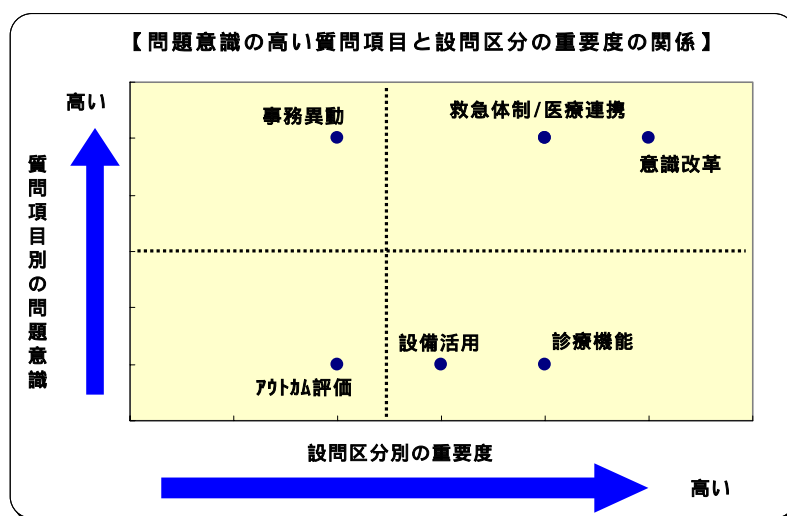 【問題意識の高い質問項目と設問区分の重要度の関係】
高い
質問項目別の問題意識
事務異動
救急体制/医療連携
意識改革
設備活用
診療機能
ｱｳﾄｶﾑ評価
設問区分別の重要度
高い